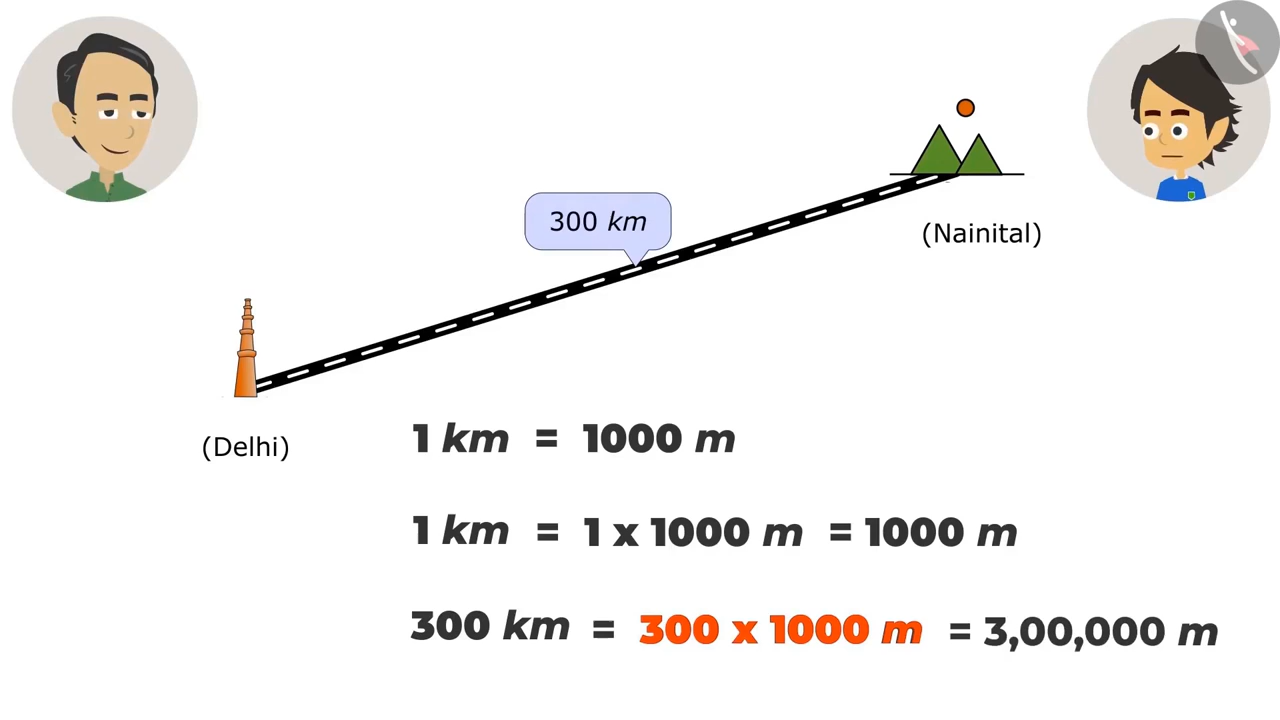 300 km
(Nainital)
(Delhi)
1 km = 1000 m
1 km = 1 x 1000 m = 1000 m
300 km = 300 x 1000 m = 3,00,000 m